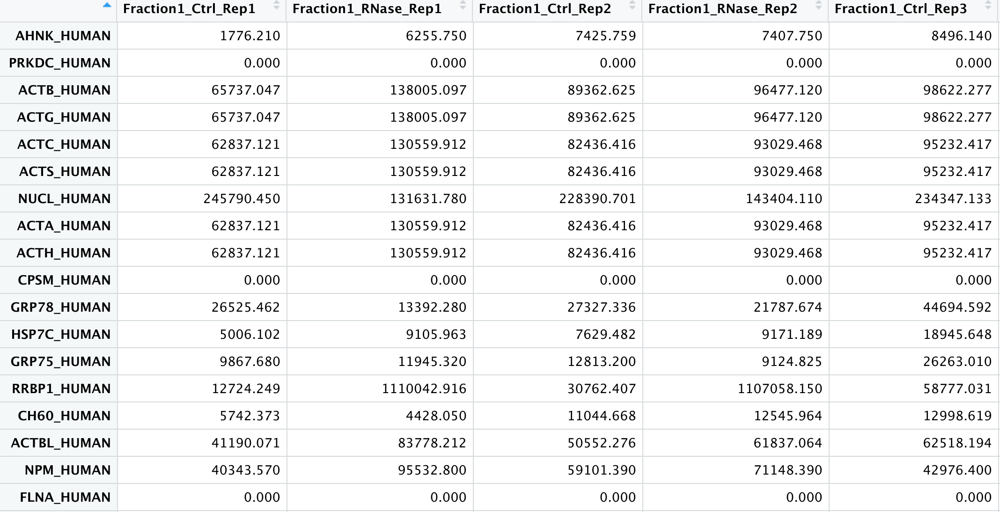 Fraction1_Ctrl_Rep1 Fraction1_RNase_Rep1 Fraction1_Ctrl_Rep2 Fraction1_RNase_Rep2 Fraction1_Ctrl_Rep3
AHNK_HUMAN 1776.210 6255.750 7425.759 7407.750 8496.140
PRKDC_HUMAN 0.000 0.000 0.000 0.000 0.000
ACTB_HUMAN 65737.047 138005.097 89362.625 96477.120 98622.277
ACTG_HUMAN 65737.047 138005.097 89362.625 96477.120 98622.277
ACTC_HUMAN 62837.121 130559.912 82436.416 93029.468 95232.417
ACTS_HUMAN 62837.121 130559.912 82436.416 93029.468 95232.417
NUCL_HUMAN 245790.450 131631.780 228390.701 143404.110 234347.133
ACTA_HUMAN 62837.121 130559.912 82436.416 93029.468 95232.417
ACTH_HUMAN 62837.121 130559.912 82436.416 93029.468 95232.417
CPSM_HUMAN 0.000 0.000 0.000 0.000 0.000
GRP78_HUMAN 26525.462 13392.280 27327.336 21787.674 44694.592
HSP7C_HUMAN 5006.102 9105.963 7629.482 9171.189 18945.648
GRP75_HUMAN 9867.680 11945.320 12813.200 9124.825 26263.010
RRBP1_HUMAN 12724.249 1110042.916 30762.407 1107058.150 58777.031
CH60_HUMAN 5742.373 4428.050 11044.668 12545.964 12998.619
ACTBL_HUMAN 41190.071 83778.212 50552.276 61837.064 62518.194
NPM_HUMAN 40343.570 95532.800 59101.390 71148.390 42976.400
FLNA_HUMAN 0.000 0.000 0.000 0.000 0.000